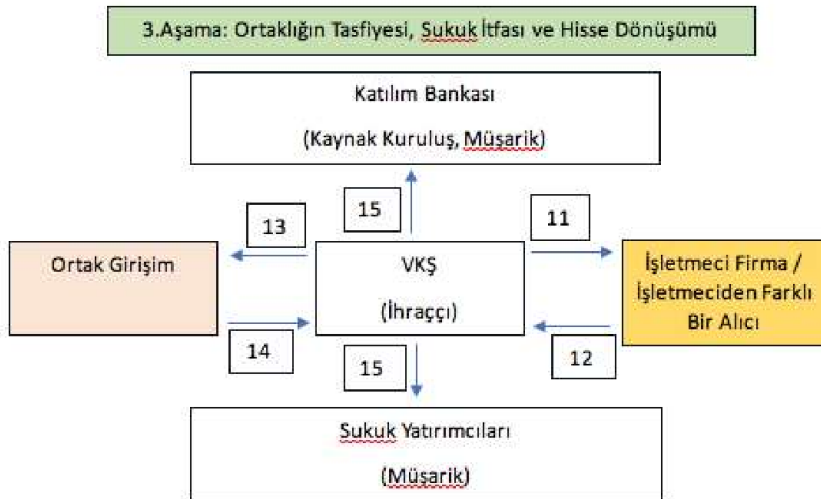 3.Aşama: Ortaklığın Tasfiyesi, Sukuk İtfası ve Hisse Dönüşümü
Katılım Bankası
(Kaynak Kuruluş, Müşarik)
15
13
11
Ortak Girişim
VKŞ
(İhraççı)
İşletmeci Firma /
İşletmeciden Farklı
Bir Alıcı
14
15
12
Sukuk Yatırımcıları
(Müşarik)